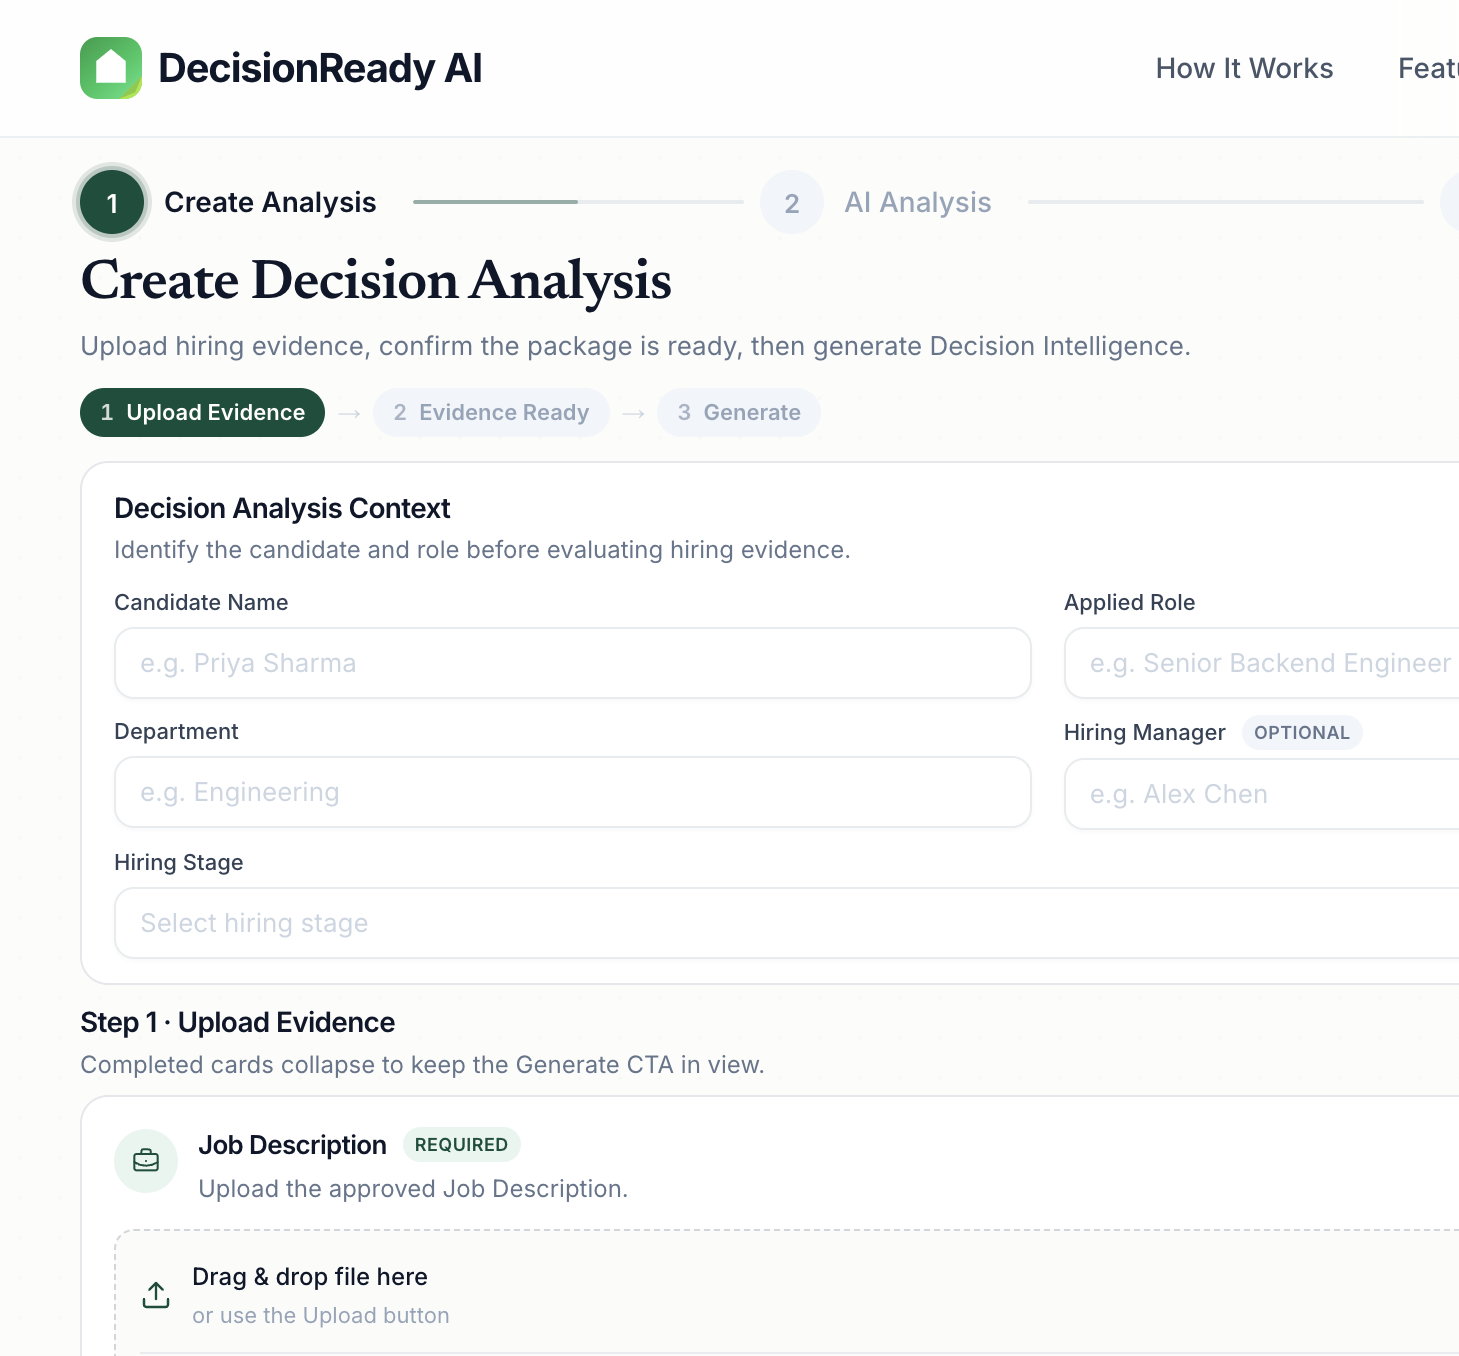 DecisionReady AI
How It Works
1 Create Analysis
2 AI Analysis
Create Decision Analysis
Upload hiring evidence, confirm the package is ready, then generate Decision Intelligence.
1 Upload Evidence → 2 Evidence Ready → 3 Generate
Decision Analysis Context
Identify the candidate and role before evaluating hiring evidence.
Candidate Name
e.g. Priya Sharma
Applied Role
e.g. Senior Backend Engineer
Department
e.g. Engineering
Hiring Manager OPTIONAL
e.g. Alex Chen
Hiring Stage
Select hiring stage
Step 1 · Upload Evidence
Completed cards collapse to keep the Generate CTA in view.
Job Description REQUIRED
Upload the approved Job Description.
Drag & drop file here
or use the Upload button